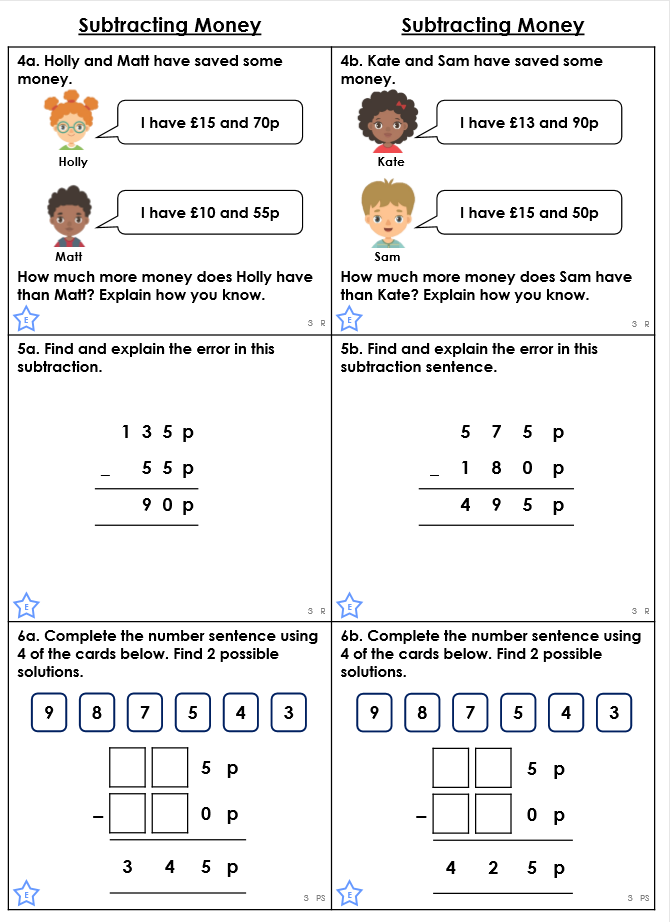 Subtracting Money
4a. Holly and Matt have saved some
money.
I have £15 and 70p
Holly
I have £10 and 55p
Matt
How much more money does Holly have
than Matt? Explain how you know.
E
S R
5a. Find and explain the error in this
subtraction.
1 3 5 p
_ 5 5 p
9 0 p
E
S R
6a. Complete the number sentence using
4 of the cards below. Find 2 possible
solutions.
9 8 7 5 4 3
5 p
– 0 p
3 4 5 p
E
S PS
Subtracting Money
4b. Kate and Sam have saved some
money.
I have £13 and 90p
Kate
I have £15 and 50p
Sam
How much more money does Sam have
than Kate? Explain how you know.
E
S R
5b. Find and explain the error in this
subtraction sentence.
5 7 5 p
_ 1 8 0 p
4 9 5 p
E
S R
6b. Complete the number sentence using
4 of the cards below. Find 2 possible
solutions.
9 8 7 5 4 3
5 p
– 0 p
4 2 5 p
E
S PS